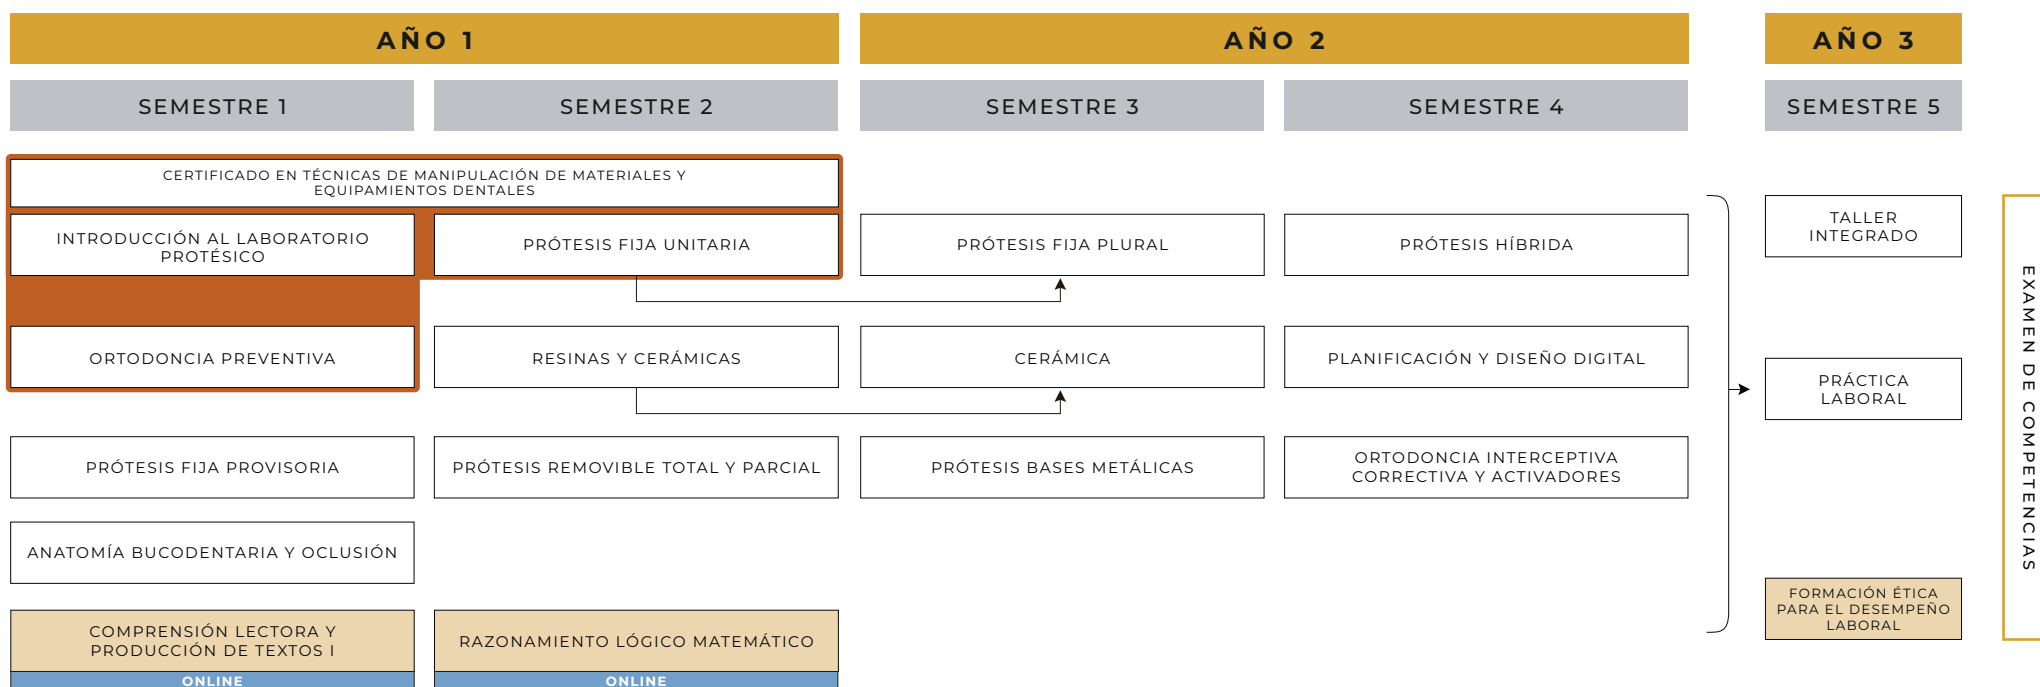 AÑO 1
AÑO 2
AÑO 3
SEMESTRE 1
SEMESTRE 2
SEMESTRE 3
SEMESTRE 4
SEMESTRE 5
CERTIFICADO EN TÉCNICAS DE MANIPULACIÓN DE MATERIALES Y
EQUIPAMIENTOS DENTALES
INTRODUCCIÓN AL LABORATORIO
PROTÉSICO
PRÓTESIS FIJA UNITARIA
PRÓTESIS FIJA PLURAL
PRÓTESIS HÍBRIDA
TALLER
INTEGRADO
ORTODONCIA PREVENTIVA
RESINAS Y CERÁMICAS
CERÁMICA
PLANIFICACIÓN Y DISEÑO DIGITAL
PRÁCTICA
LABORAL
PRÓTESIS FIJA PROVISORIA
PRÓTESIS REMOVIBLE TOTAL Y PARCIAL
PRÓTESIS BASES METÁLICAS
ORTODONCIA INTERCEPTIVA
CORRECTIVA Y ACTIVADORES
ANATOMÍA BUCODENTARIA Y OCLUSIÓN
COMPRENSIÓN LECTORA Y
PRODUCCIÓN DE TEXTOS I
ONLINE
RAZONAMIENTO LÓGICO MATEMÁTICO
ONLINE
FORMACIÓN ÉTICA
PARA EL DESEMPEÑO
LABORAL
EXAMEN DE COMPETENCIAS